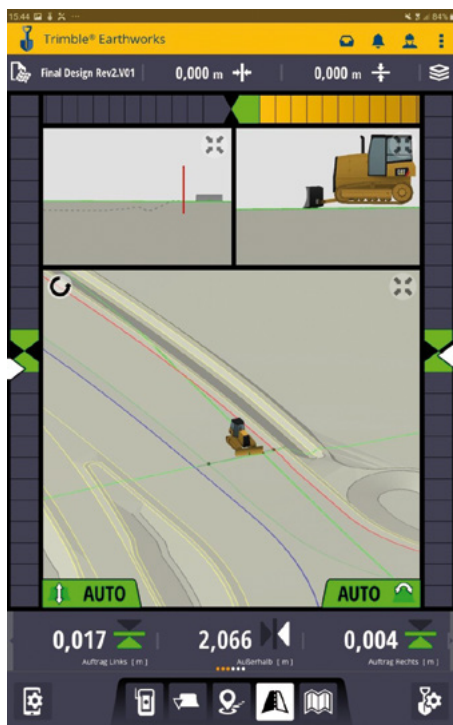 15:44
84%
Trimble® Earthworks
Final Design Rev2.V01 0,000 m 0,000 m
CAT
AUTO AUTO
0,017 2,066 0,004
Auftrag Links [ m ] Außerhalb [ m ] Auftrag Rechts [ m ]